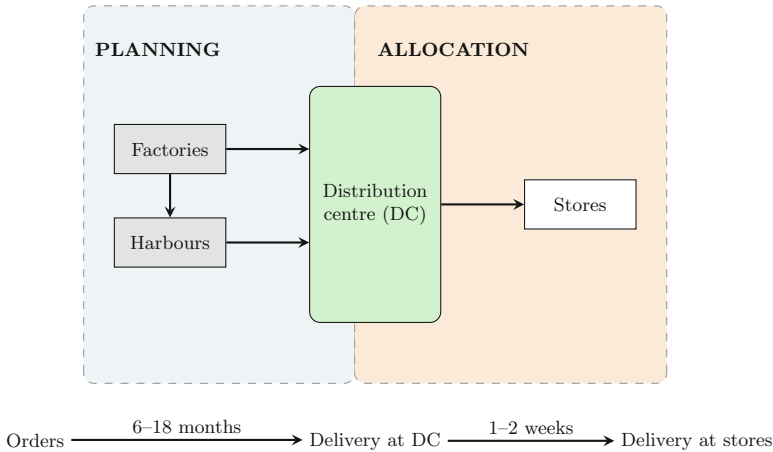 PLANNING
ALLOCATION
Factories
Harbours
Distribution
centre (DC)
Stores
Orders
6–18 months
Delivery at DC
1–2 weeks
Delivery at stores